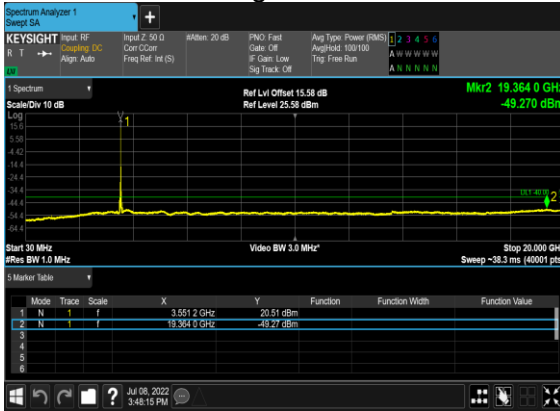 Spectrum Analyzer 1
Swept SA
+
KEYSIGHT Input: RF
R T Coupling: DC
Align: Auto
Input Z: 50 Ω
Corr CCorr
Freq Ref: Int (S)
#Atten: 20 dB
PNO: Fast
Gate: Off
IF Gain: Low
Sig Track: Off
Avg Type: Power (RMS)
Avg|Hold: 100/100
Trig: Free Run
1 2 3 4 5 6
A W W W W W
A N N N N N
1 Spectrum
Scale/Div 10 dB
Ref Lvl Offset 15.58 dB
Ref Level 25.58 dBm
Mkr2 19.364 0 GHz
-49.270 dBm
Log
15.6
5.58
-4.42
-14.4
-24.4
-34.4
-44.4
-54.4
-64.4
1
DL1 -40.00
2
Start 30 MHz
#Res BW 1.0 MHz
Video BW 3.0 MHz*
Stop 20.000 GH
Sweep ~38.3 ms (40001 pts
5 Marker Table
Mode Trace Scale X Y Function Function Width Function Value
1 N 1 f 3.551 2 GHz 20.51 dBm
2 N 1 f 19.364 0 GHz -49.27 dBm
3
4
5
6
? Jul 08, 2022
3:48:15 PM